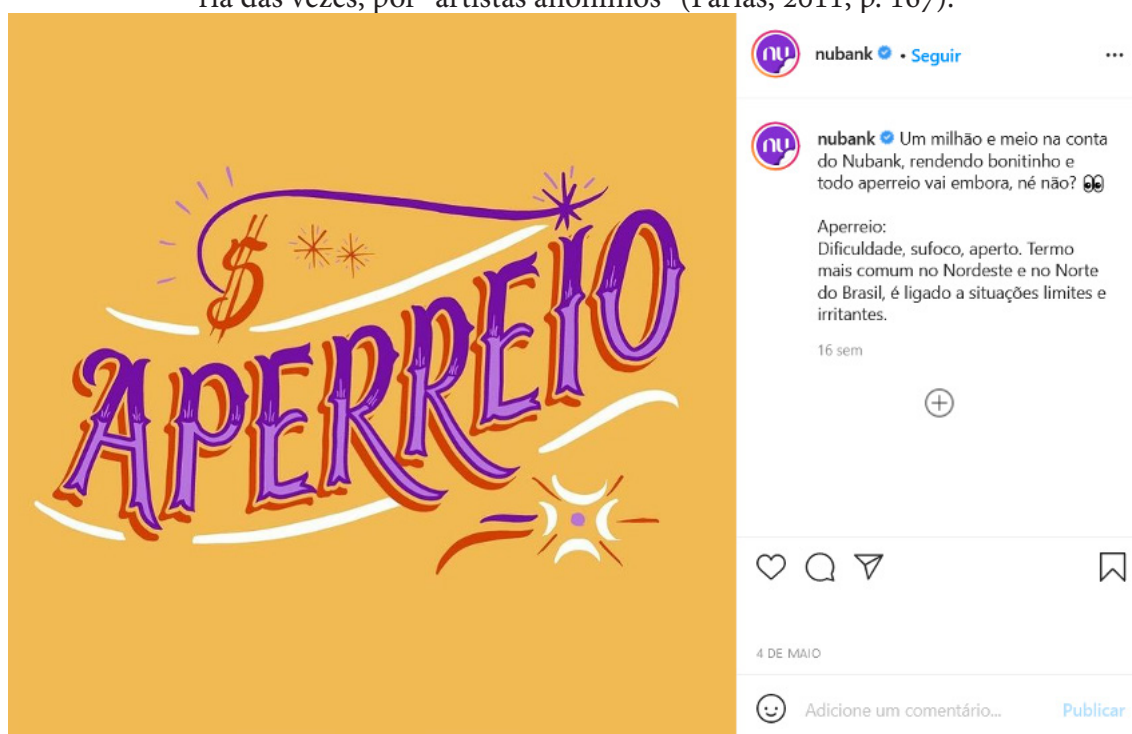 ria das vezes, por “artistas anônimos” (Farias, 2011, p. 167).
$
APERREIO
nu
nubank • Seguir
nu
nubank Um milhão e meio na conta
do Nubank, rendendo bonitinho e
todo aperreio vai embora, né não? 👀
Aperreio:
Dificuldade, sufoco, aperto. Termo
mais comum no Nordeste e no Norte
do Brasil, é ligado a situações limites e
irritantes.
16 sem
4 DE MAIO
Adicione um comentário...
Publicar